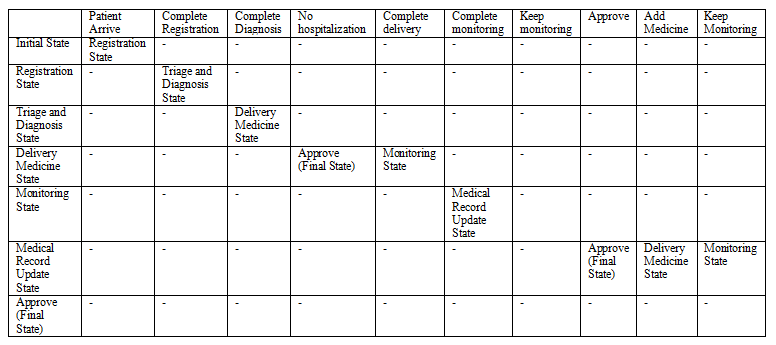 Patient
Arrive
Complete
Registration
Complete
Diagnosis
No
hospitalization
Complete
delivery
Complete
monitoring
Keep
monitoring
Approve
Add
Medicine
Keep
Monitoring
Initial State
Registration
State
-
-
-
-
-
-
-
-
-
Registration
State
-
Triage and
Diagnosis
State
-
-
-
-
-
-
-
-
Triage and
Diagnosis
State
-
-
Delivery
Medicine
State
-
-
-
-
-
-
-
Delivery
Medicine
State
-
-
-
Approve
(Final State)
Monitoring
State
-
-
-
-
-
Monitoring
State
-
-
-
-
-
Medical
Record
Update
State
-
-
-
-
Medical
Record
Update
State
-
-
-
-
-
-
-
Approve
(Final
State)
Delivery
Medicine
State
Monitoring
State
Approve
(Final
State)
-
-
-
-
-
-
-
-
-
-